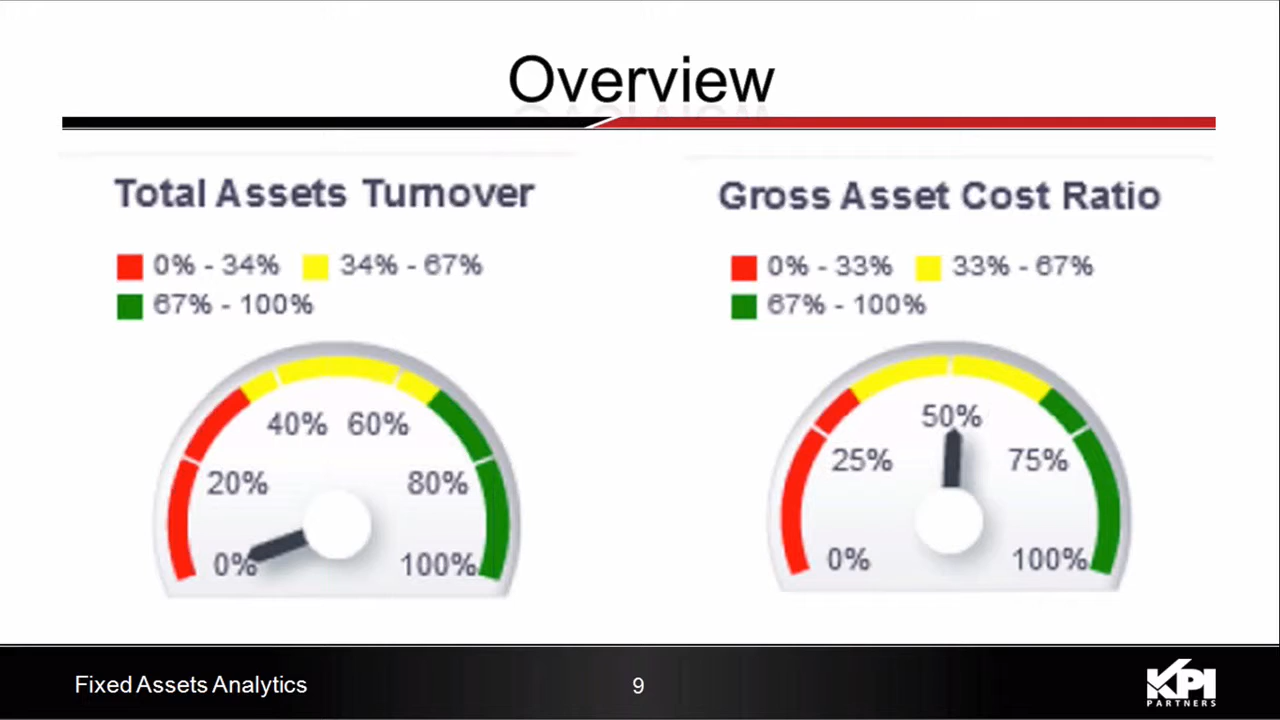 Overview
Total Assets Turnover
0% - 34% 34% - 67%
67% - 100%
40% 60%
20% 80%
0% 100%
Gross Asset Cost Ratio
0% - 33% 33% - 67%
67% - 100%
50%
25% 75%
0% 100%
Fixed Assets Analytics
9
KPI
PARTNERS